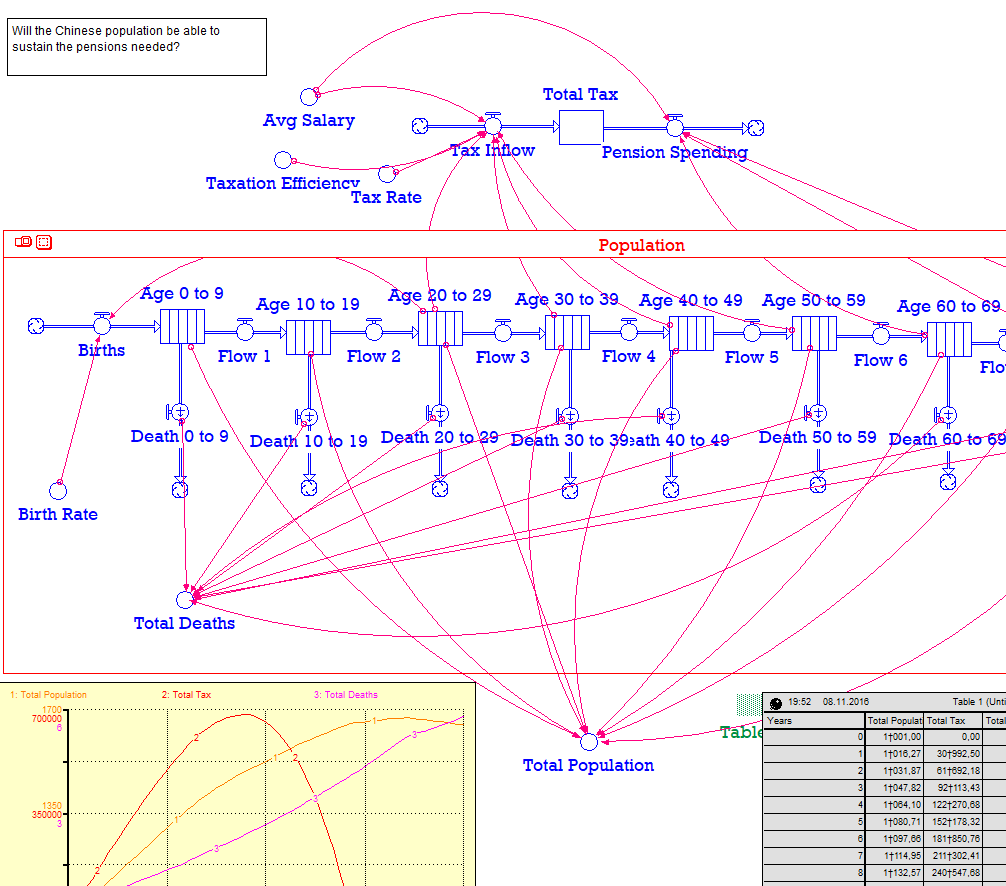 Will the Chinese population be able to
sustain the pensions needed?
Total Tax
Avg Salary
Tax Inflow
Pension Spending
Taxation Efficiency
Tax Rate
Population
Age 0 to 9
Age 10 to 19
Age 20 to 29
Age 30 to 39
Age 40 to 49
Age 50 to 59
Age 60 to 69
Births
Flow 1
Flow 2
Flow 3
Flow 4
Flow 5
Flow 6
Flo
Death 0 to 9
Death 10 to 19
Death 20 to 29
Death 30 to 39
eath 40 to 49
Death 50 to 59
Death 60 to 69
Birth Rate
Total Deaths
Total Population
1: Total Population 2: Total Tax 3: Total Deaths
1700
700000
6
1350
350000
3
1 2 3
1 2 3
1 2 3
Table
19:52 08.11.2016 Table 1 (Unti
Years Total Populat Total Tax Total
0 1†001,00 0,00
1 1†016,27 30†992,50
2 1†031,87 61†692,18
3 1†047,82 92†113,43
4 1†064,10 122†270,68
5 1†080,71 152†178,32
6 1†097,66 181†850,76
7 1†114,95 211†302,41
8 1†132,57 240†547,68